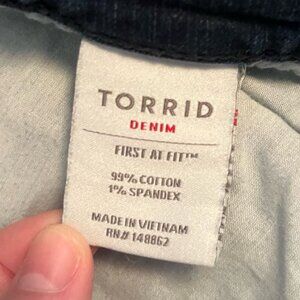 TORRID
DENIM
FIRST AT FIT™
99% COTTON
1% SPANDEX
MADE IN VIETNAM
RN# 148862